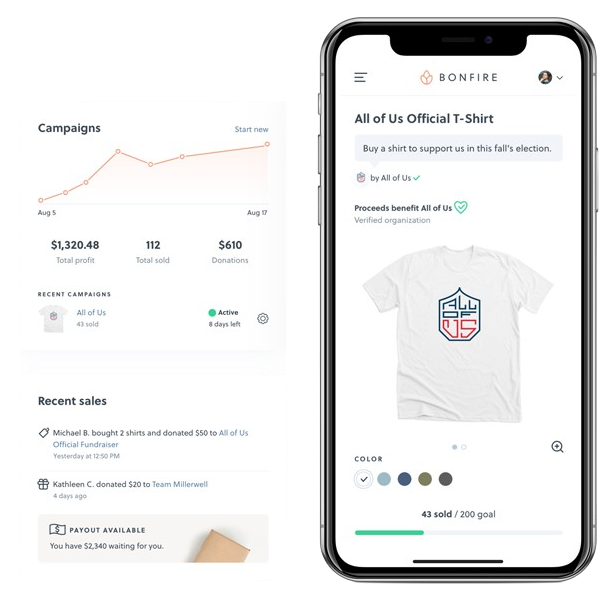 Campaigns
Start new
Aug 5
Aug 17
$1,320.48
112
$610
Total profit
Total sold
Donations
RECENT CAMPAIGNS
All of Us
43 sold
Active
8 days left
Recent sales
Michael B. bought 2 shirts and donated $50 to All of Us
Official Fundraiser
Yesterday at 12:50 PM
Kathleen C. donated $20 to Team Millerwell
4 days ago
PAYOUT AVAILABLE
You have $2,340 waiting for you.
BONFIRE
All of Us Official T-Shirt
Buy a shirt to support us in this fall's election.
by All of Us
Proceeds benefit All of Us
Verified organization
ALL
OF
US
COLOR
43 sold / 200 goal